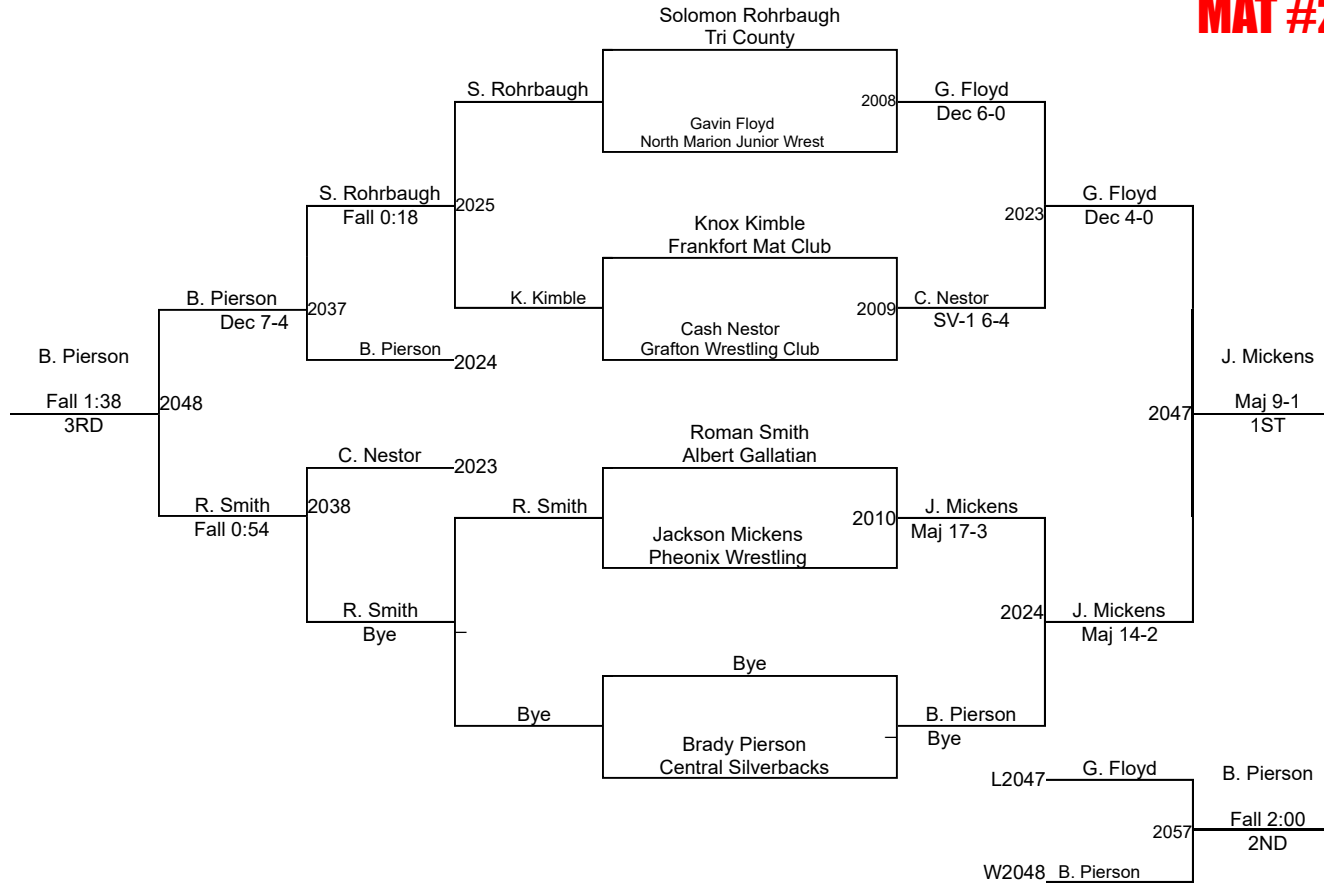 MAT #2
Solomon Rohrbaugh
Tri County
S. Rohrbaugh
2008
G. Floyd
Dec 6-0
Gavin Floyd
North Marion Junior Wrest
S. Rohrbaugh
Fall 0:18
2025
2023
G. Floyd
Dec 4-0
Knox Kimble
Frankfort Mat Club
B. Pierson
Dec 7-4
2037
K. Kimble
2009
C. Nestor
SV-1 6-4
Cash Nestor
Grafton Wrestling Club
B. Pierson
2024
B. Pierson
Fall 1:38
3RD
2048
J. Mickens
Maj 9-1
1ST
2047
Roman Smith
Albert Gallatian
C. Nestor
2023
R. Smith
Fall 0:54
2038
R. Smith
2010
J. Mickens
Maj 17-3
Jackson Mickens
Pheonix Wrestling
R. Smith
Bye
2024
J. Mickens
Maj 14-2
Bye
Bye
B. Pierson
Bye
Brady Pierson
Central Silverbacks
L2047
G. Floyd
B. Pierson
Fall 2:00
2ND
2057
W2048
B. Pierson